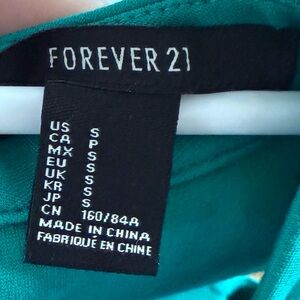 FOREVER 21
US S
CA P
MX S
EU S
UK S
KR S
JP S
CN 160/84A
MADE IN CHINA
FABRIQUÉ EN CHINE